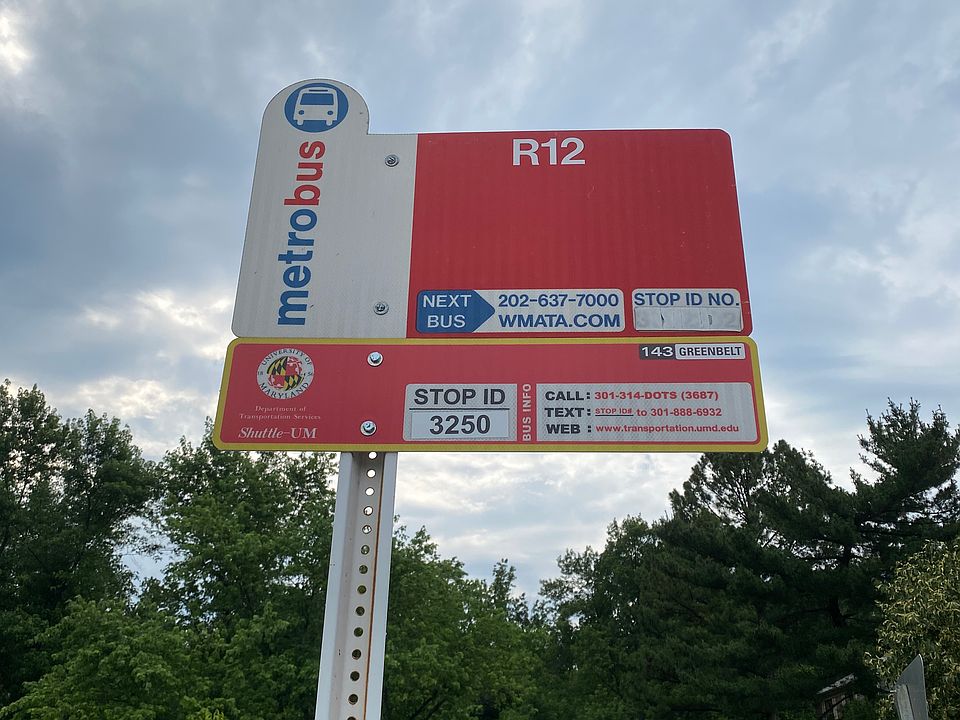 metrobus
R12
NEXT BUS
202-637-7000
WMATA.COM
STOP ID NO.
143 GREENBELT
UNIVERSITY OF MARYLAND
Department of
Transportation Services
Shuttle-UM
STOP ID
3250
BUS INFO
CALL: 301-314-DOTS (3687)
TEXT: STOP ID# to 301-888-6932
WEB : www.transportation.umd.edu